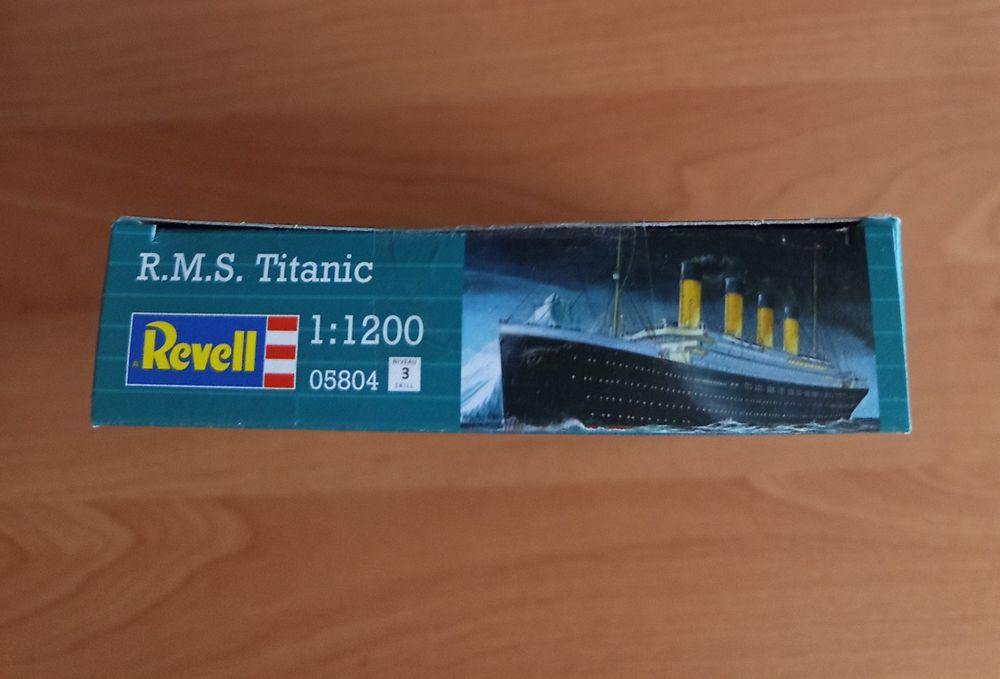 R.M.S. Titanic
Revell
1:1200
05804
NIVEAU
3
SKILL